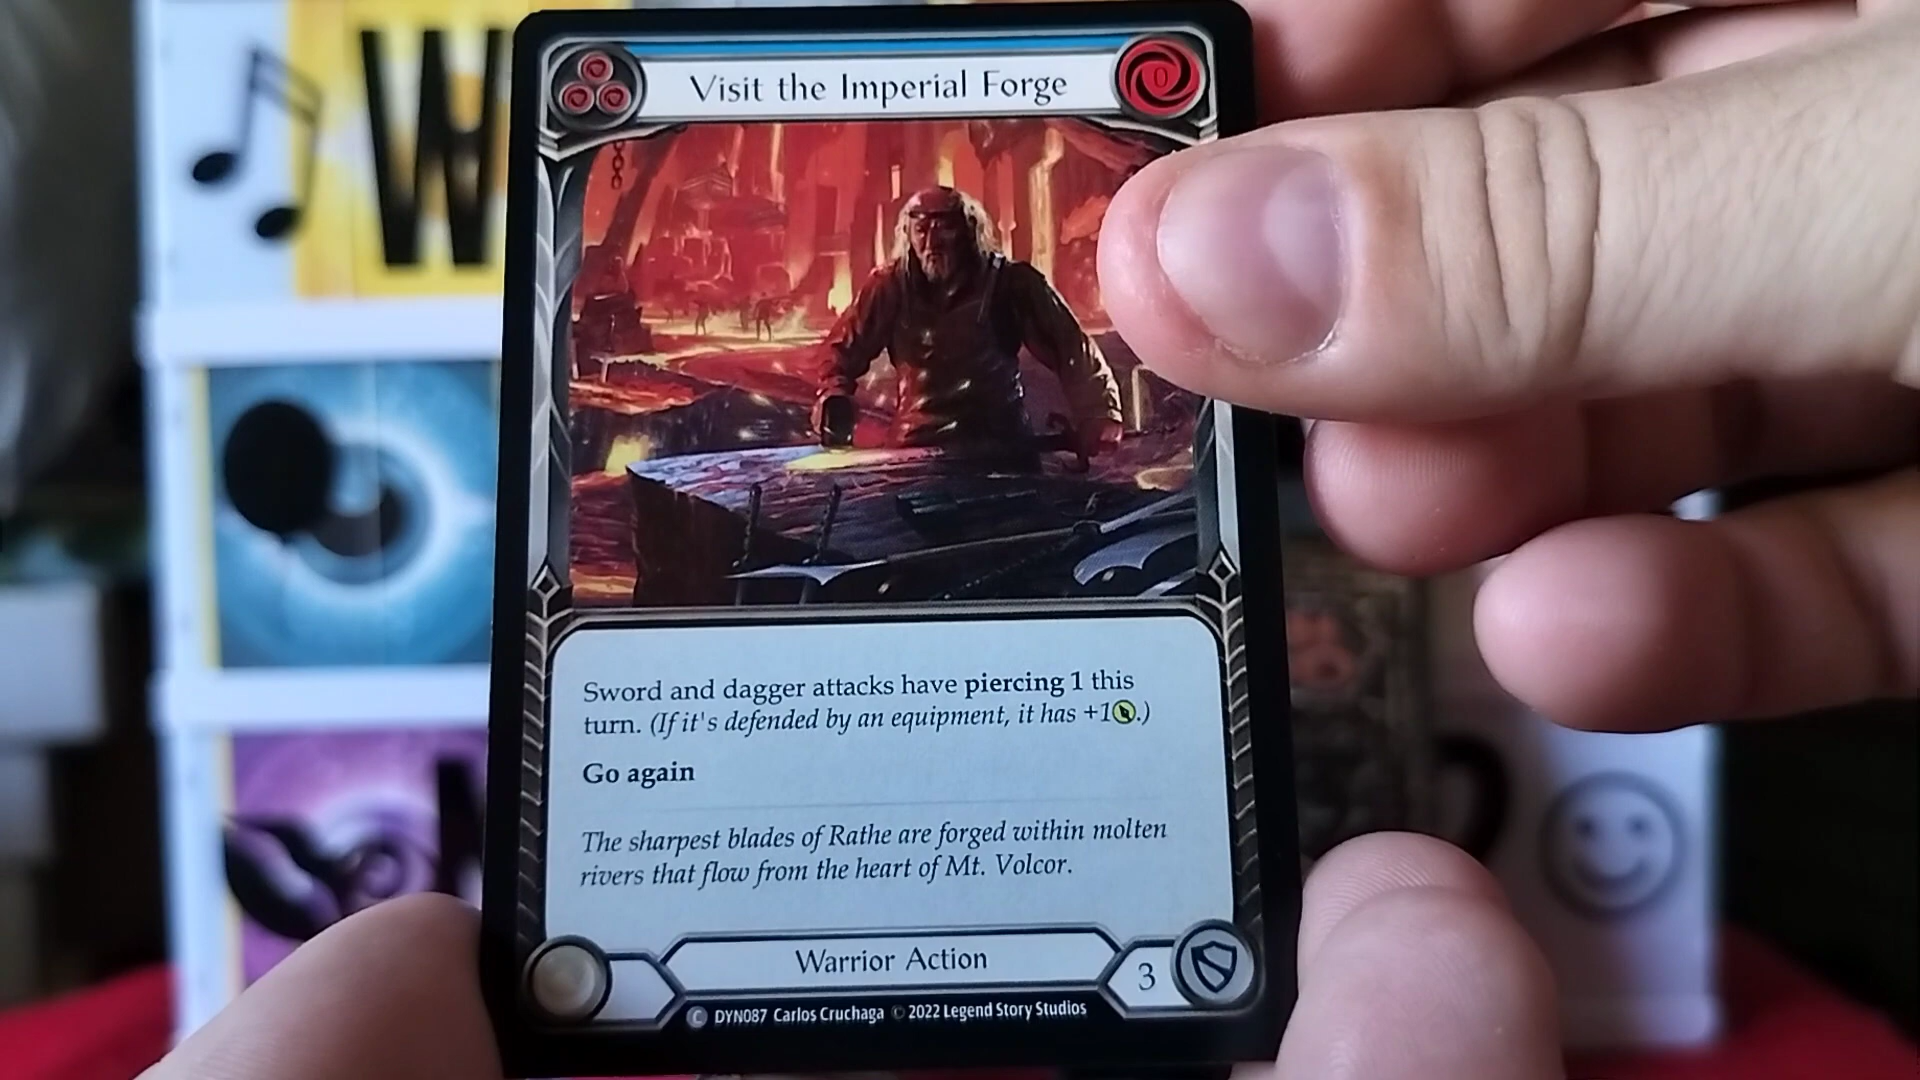 W
Visit the Imperial Forge
0
Sword and dagger attacks have piercing 1 this
turn. (If it's defended by an equipment, it has +1.)
Go again
The sharpest blades of Rathe are forged within molten
rivers that flow from the heart of Mt. Volcor.
Warrior Action
3
C DYN087 Carlos Cruchaga © 2022 Legend Story Studios